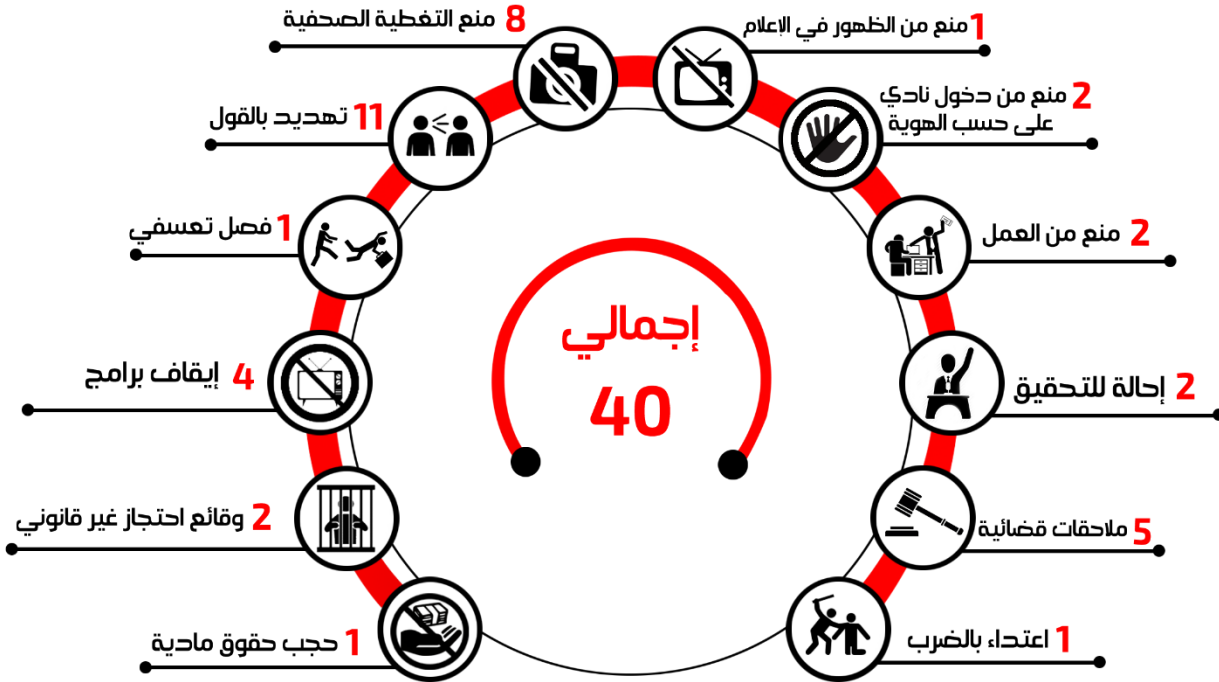 1 منع من الظهور في الإعلام
2 منع من دخول نادي
على حسب الهوية
2 منع من العمل
2 إحالة للتحقيق
5 ملاحقات قضائية
1 اعتداء بالضرب
8 منع التغطية الصحفية
11 تهديد بالقول
1 فصل تعسفي
4 إيقاف برامج
2 وقائع احتجاز غير قانوني
1 حجب حقوق مادية
إجمالي
40